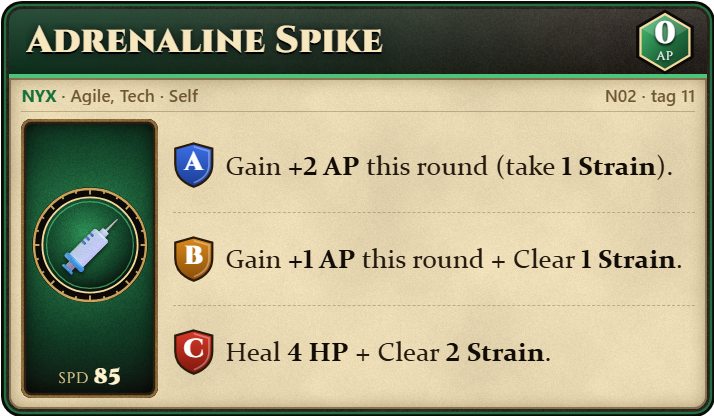 ADRENALINE SPIKE
0
AP
NYX · Agile, Tech · Self
N02 · tag 11
A
Gain +2 AP this round (take 1 Strain).
B
Gain +1 AP this round + Clear 1 Strain.
C
Heal 4 HP + Clear 2 Strain.
SPD 85